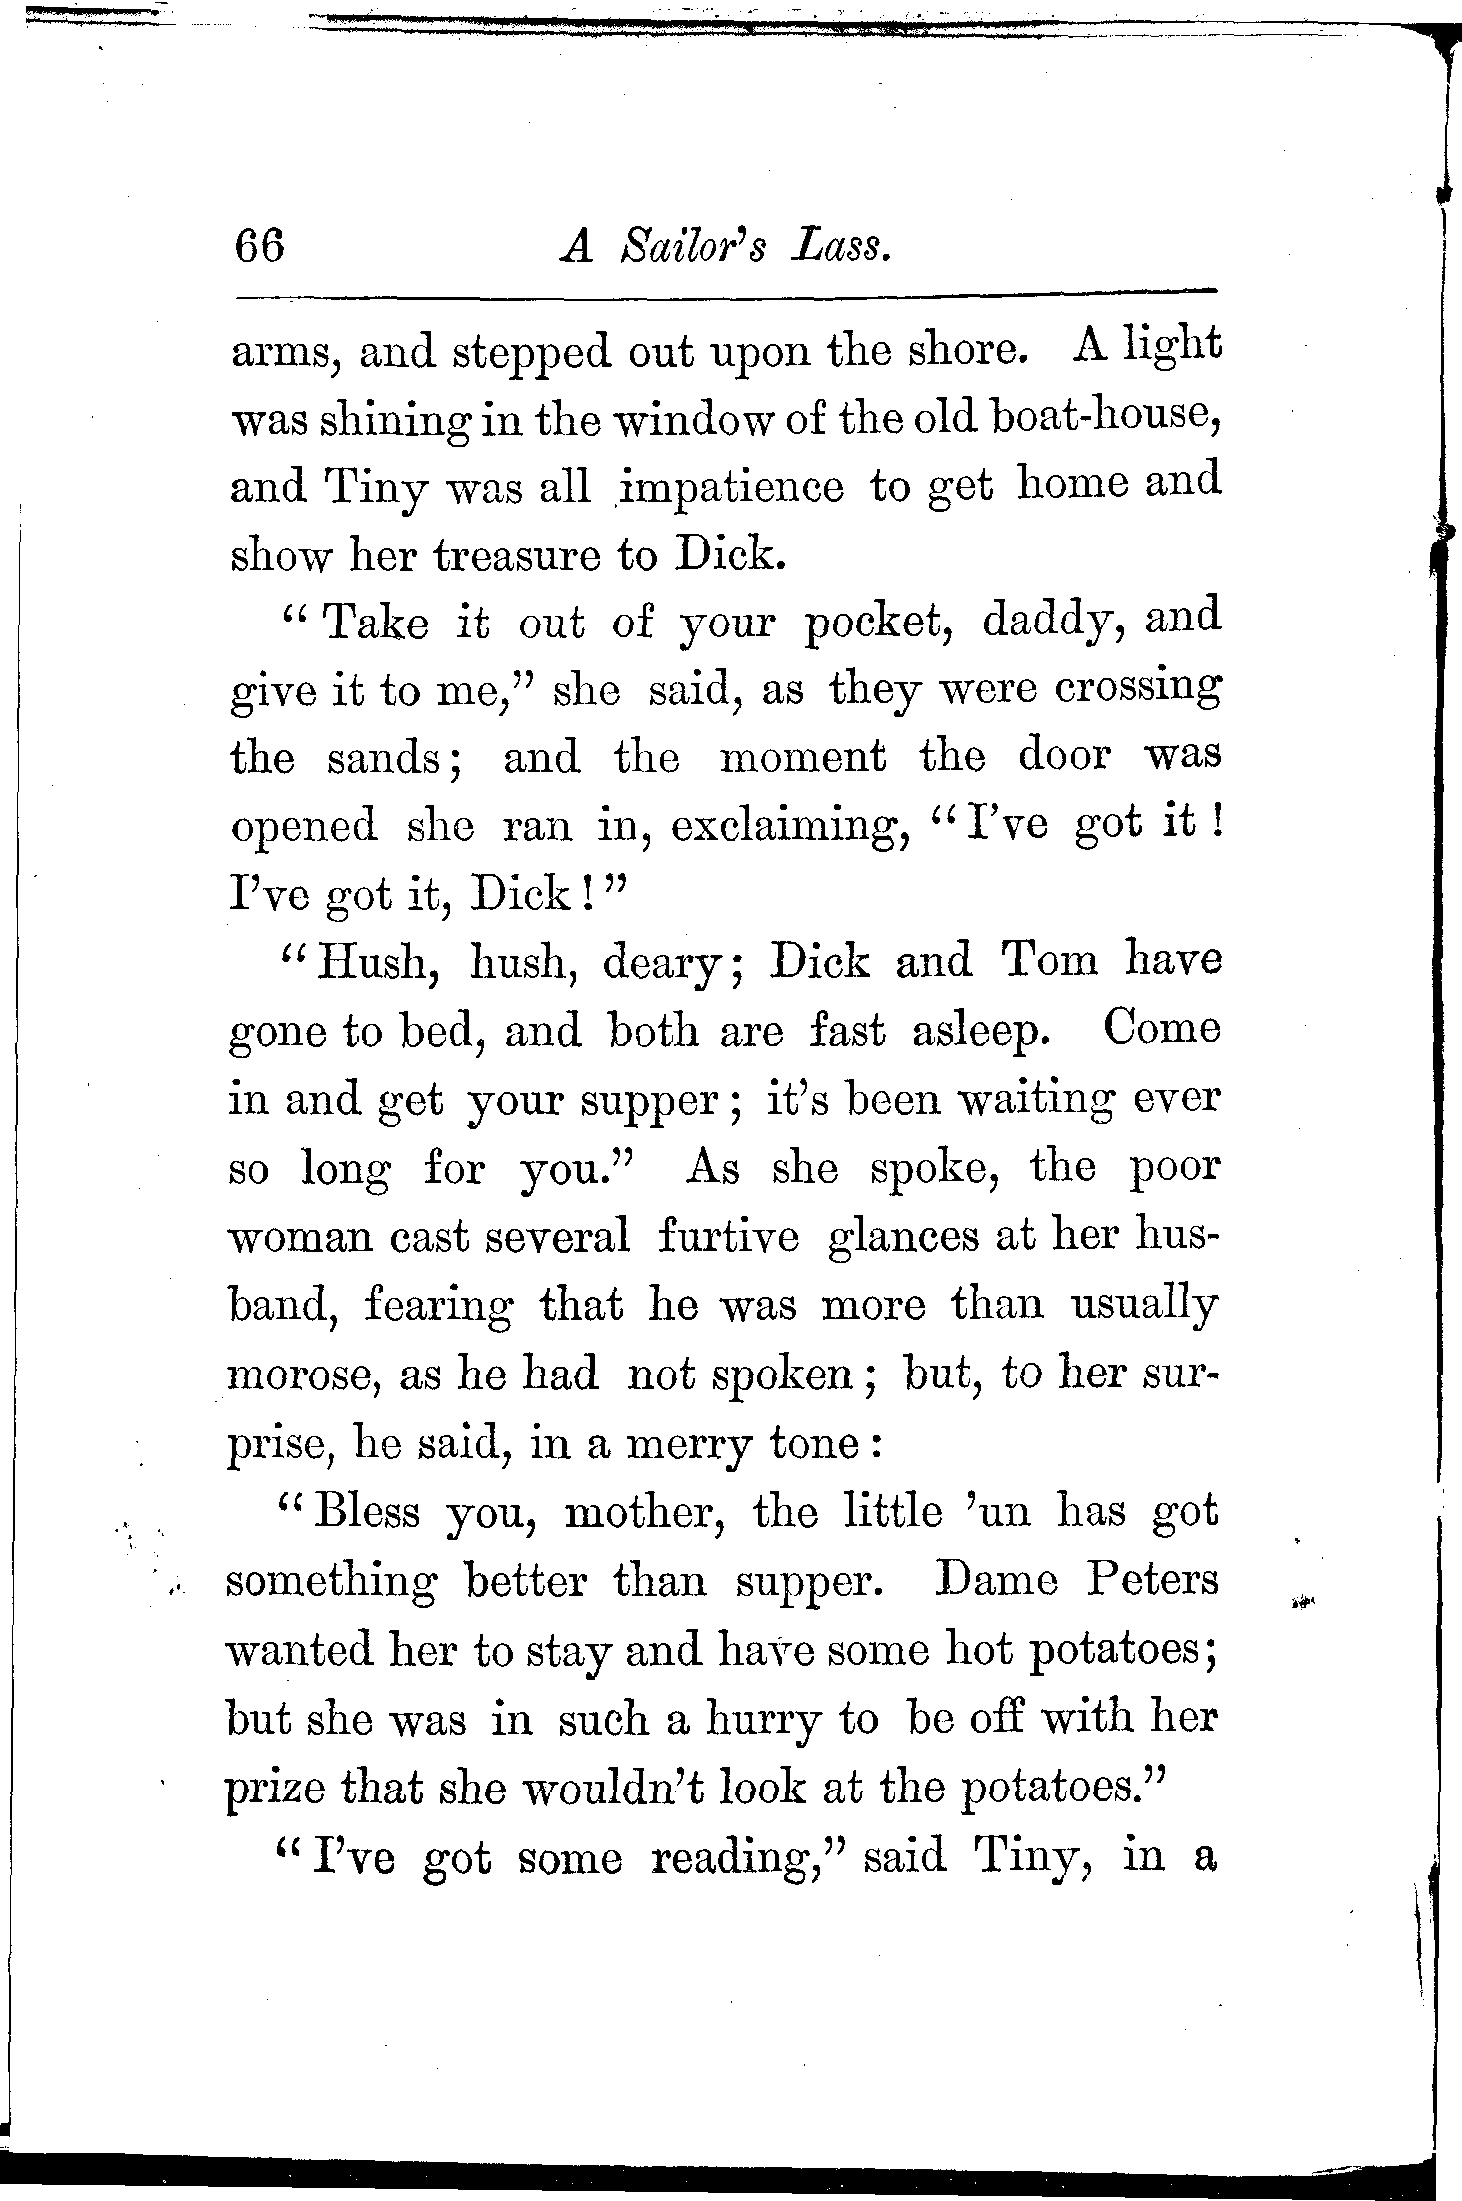 66 A Sailor's Lass.
arms, and stepped out upon the shore. A light
was shining in the window of the old boat-house,
and Tiny was all impatience to get home and
show her treasure to Dick.
“Take it out of your pocket, daddy, and
give it to me,” she said, as they were crossing
the sands; and the moment the door was
opened she ran in, exclaiming, “I've got it!
I've got it, Dick!”
“Hush, hush, deary; Dick and Tom have
gone to bed, and both are fast asleep. Come
in and get your supper; it's been waiting ever
so long for you.” As she spoke, the poor
woman cast several furtive glances at her hus-
band, fearing that he was more than usually
morose, as he had not spoken; but, to her sur-
prise, he said, in a merry tone:
“Bless you, mother, the little 'un has got
something better than supper. Dame Peters
wanted her to stay and have some hot potatoes;
but she was in such a hurry to be off with her
prize that she wouldn't look at the potatoes.”
“I've got some reading,” said Tiny, in a